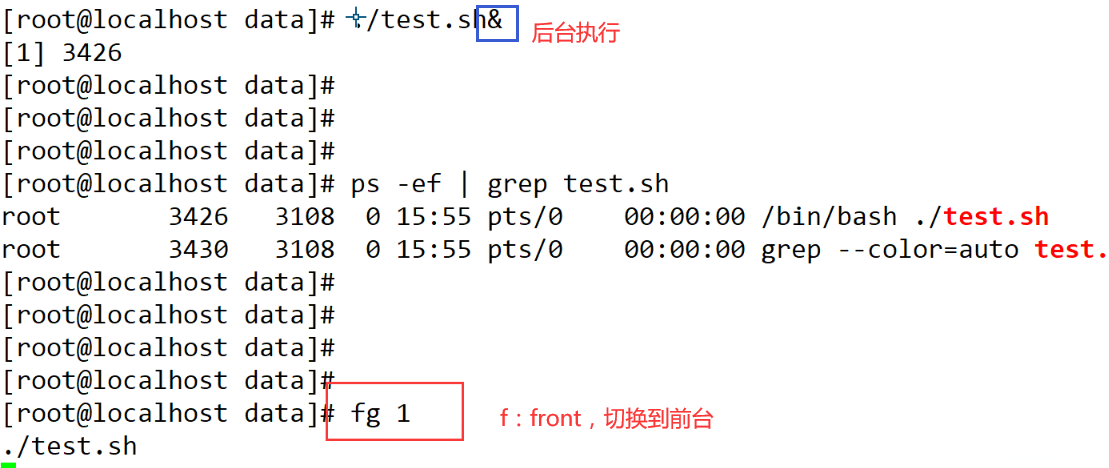 [root@localhost data]# ./test.sh& 后台执行
[1] 3426
[root@localhost data]#
[root@localhost data]#
[root@localhost data]#
[root@localhost data]# ps -ef | grep test.sh
root 3426 3108 0 15:55 pts/0 00:00:00 /bin/bash ./test.sh
root 3430 3108 0 15:55 pts/0 00:00:00 grep --color=auto test.
[root@localhost data]#
[root@localhost data]#
[root@localhost data]#
[root@localhost data]#
[root@localhost data]# fg 1 f：front，切换到前台
./test.sh